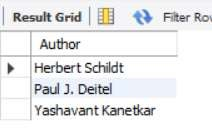 Result Grid Filter Row
Author
Herbert Schildt
Paul J. Deitel
Yashavant Kanetkar